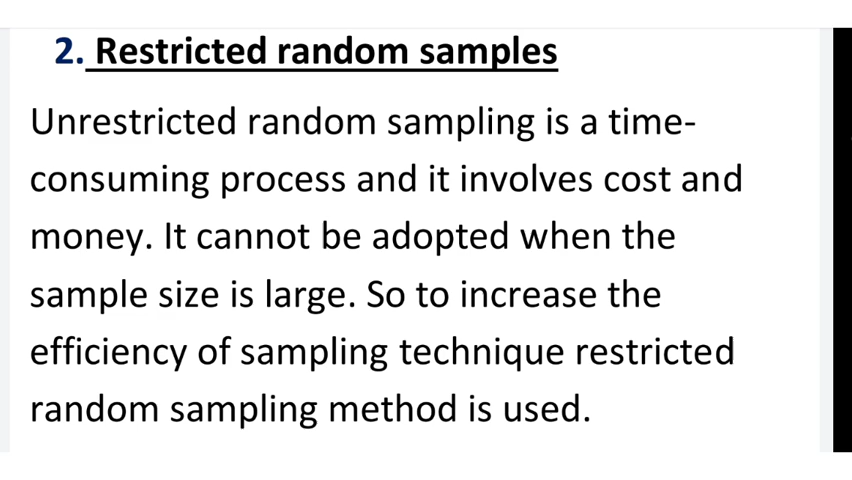 2. Restricted random samples
Unrestricted random sampling is a time-
consuming process and it involves cost and
money. It cannot be adopted when the
sample size is large. So to increase the
efficiency of sampling technique restricted
random sampling method is used.